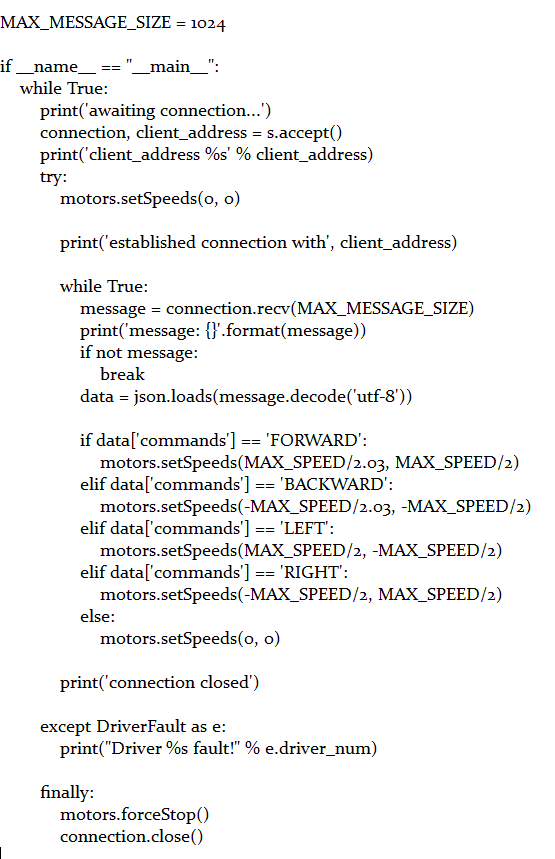 MAX_MESSAGE_SIZE = 1024
if __name__ == "__main__":
while True:
print('awaiting connection...')
connection, client_address = s.accept()
print('client_address %s' % client_address)
try:
motors.setSpeeds(0, 0)
print('established connection with', client_address)
while True:
message = connection.recv(MAX_MESSAGE_SIZE)
print('message: {}'.format(message))
if not message:
break
data = json.loads(message.decode('utf-8'))
if data['commands'] == 'FORWARD':
motors.setSpeeds(MAX_SPEED/2.03, MAX_SPEED/2)
elif data['commands'] == 'BACKWARD':
motors.setSpeeds(-MAX_SPEED/2.03, -MAX_SPEED/2)
elif data['commands'] == 'LEFT':
motors.setSpeeds(MAX_SPEED/2, -MAX_SPEED/2)
elif data['commands'] == 'RIGHT':
motors.setSpeeds(-MAX_SPEED/2, MAX_SPEED/2)
else:
motors.setSpeeds(0, 0)
print('connection closed')
except DriverFault as e:
print("Driver %s fault!" % e.driver_num)
finally:
motors.forceStop()
connection.close()